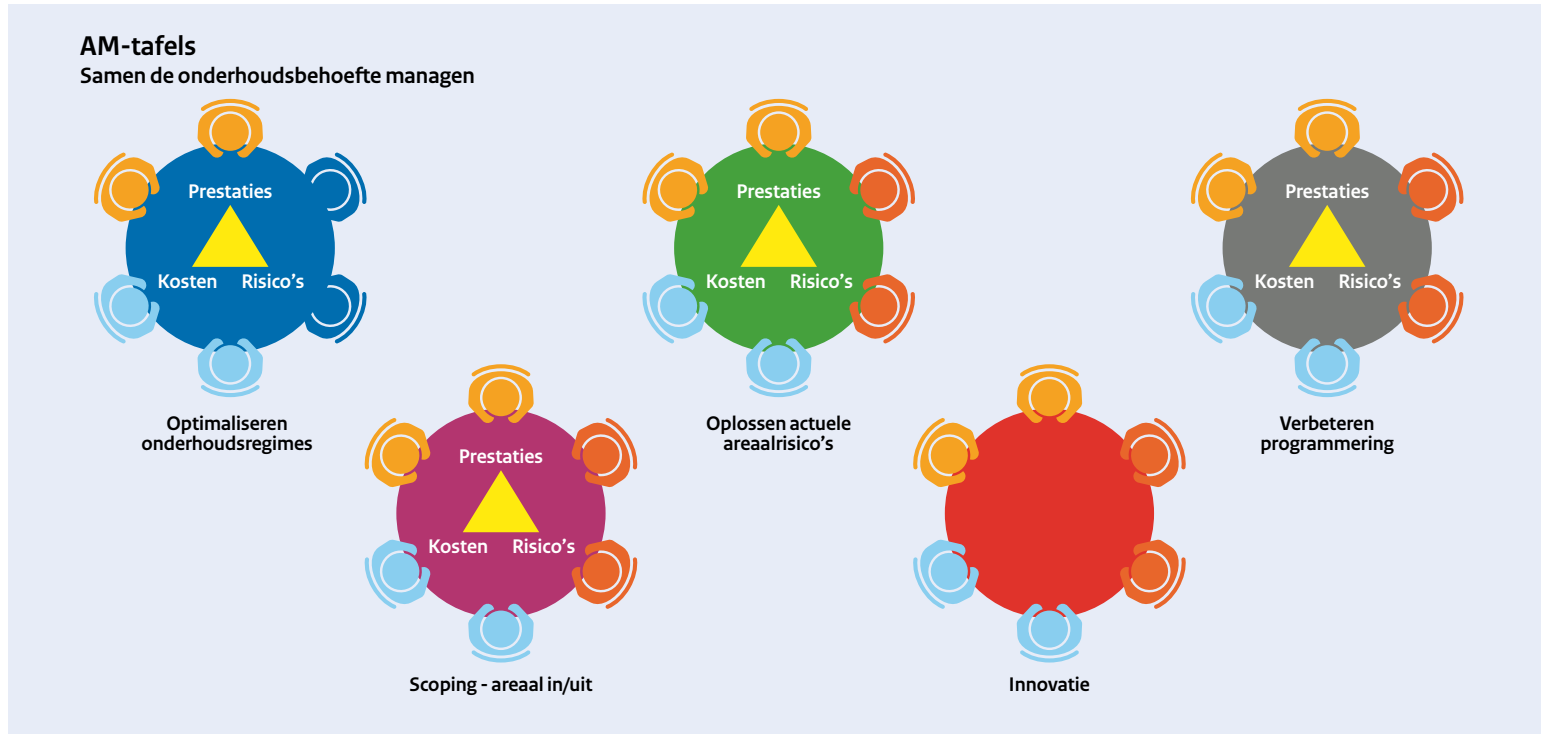 AM-tafels
Samen de onderhoudsbehoefte managen
Prestaties
Kosten Risico's
Optimaliseren
onderhoudsregimes
Prestaties
Kosten Risico's
Scoping - areaal in/uit
Prestaties
Kosten Risico's
Oplossen actuele
areaalrisico's
Innovatie
Prestaties
Kosten Risico's
Verbeteren
programmering